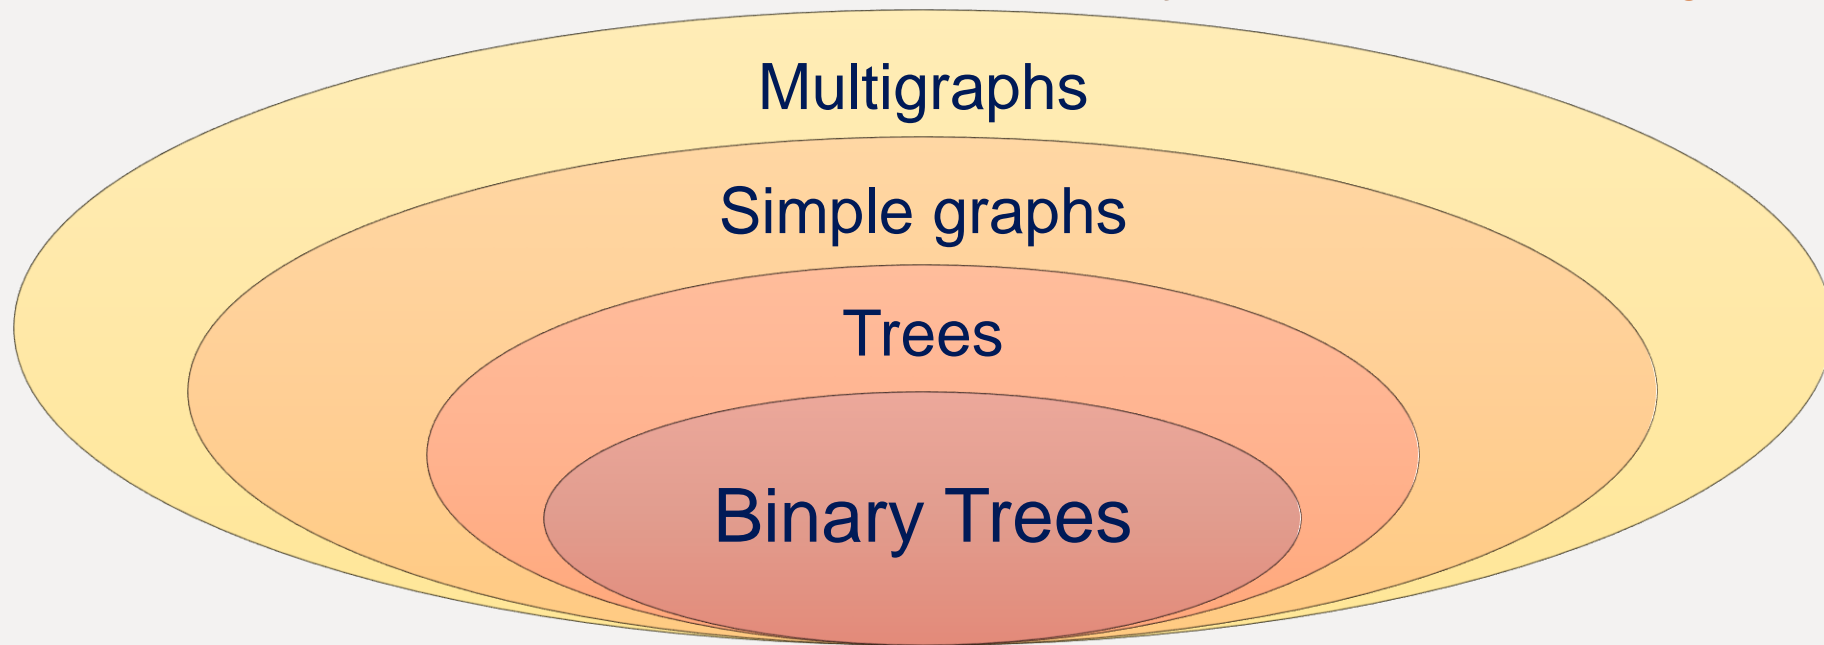 Multigraphs
Simple graphs
Trees
Binary Trees